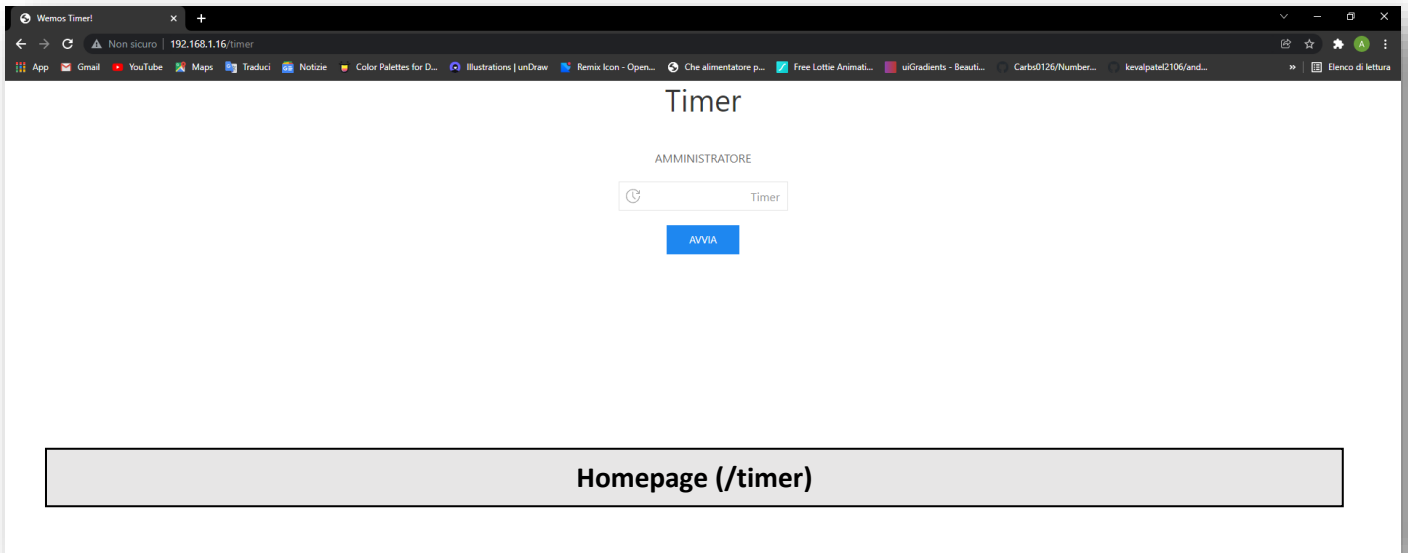 Wemos Timer!
Non sicuro 192.168.1.16/timer
App Gmail YouTube Maps Traduci Notizie Color Palettes for D... Illustrations | unDraw Remix Icon - Open... Che alimentatore p... Free Lottie Animati... uiGradients - Beauti... Carbs0126/Number... kevalpatel2106/and... » Elenco di lettura
Timer
AMMINISTRATORE
Timer
AVVIA
Homepage (/timer)